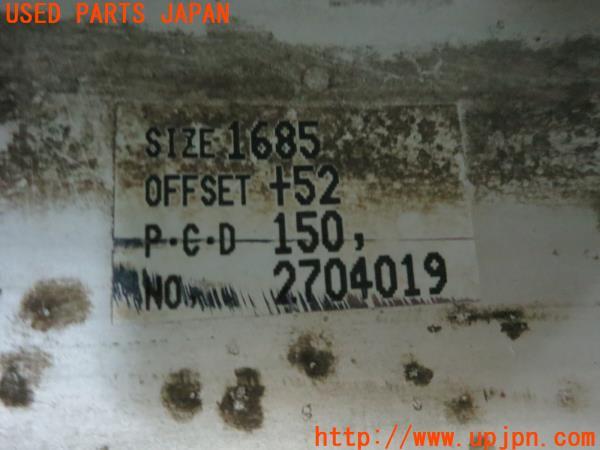 USED PARTS JAPAN
SIZE 1685
OFFSET +52
P・C・D 150,
NO. 2704019
http://www.upjpn.com